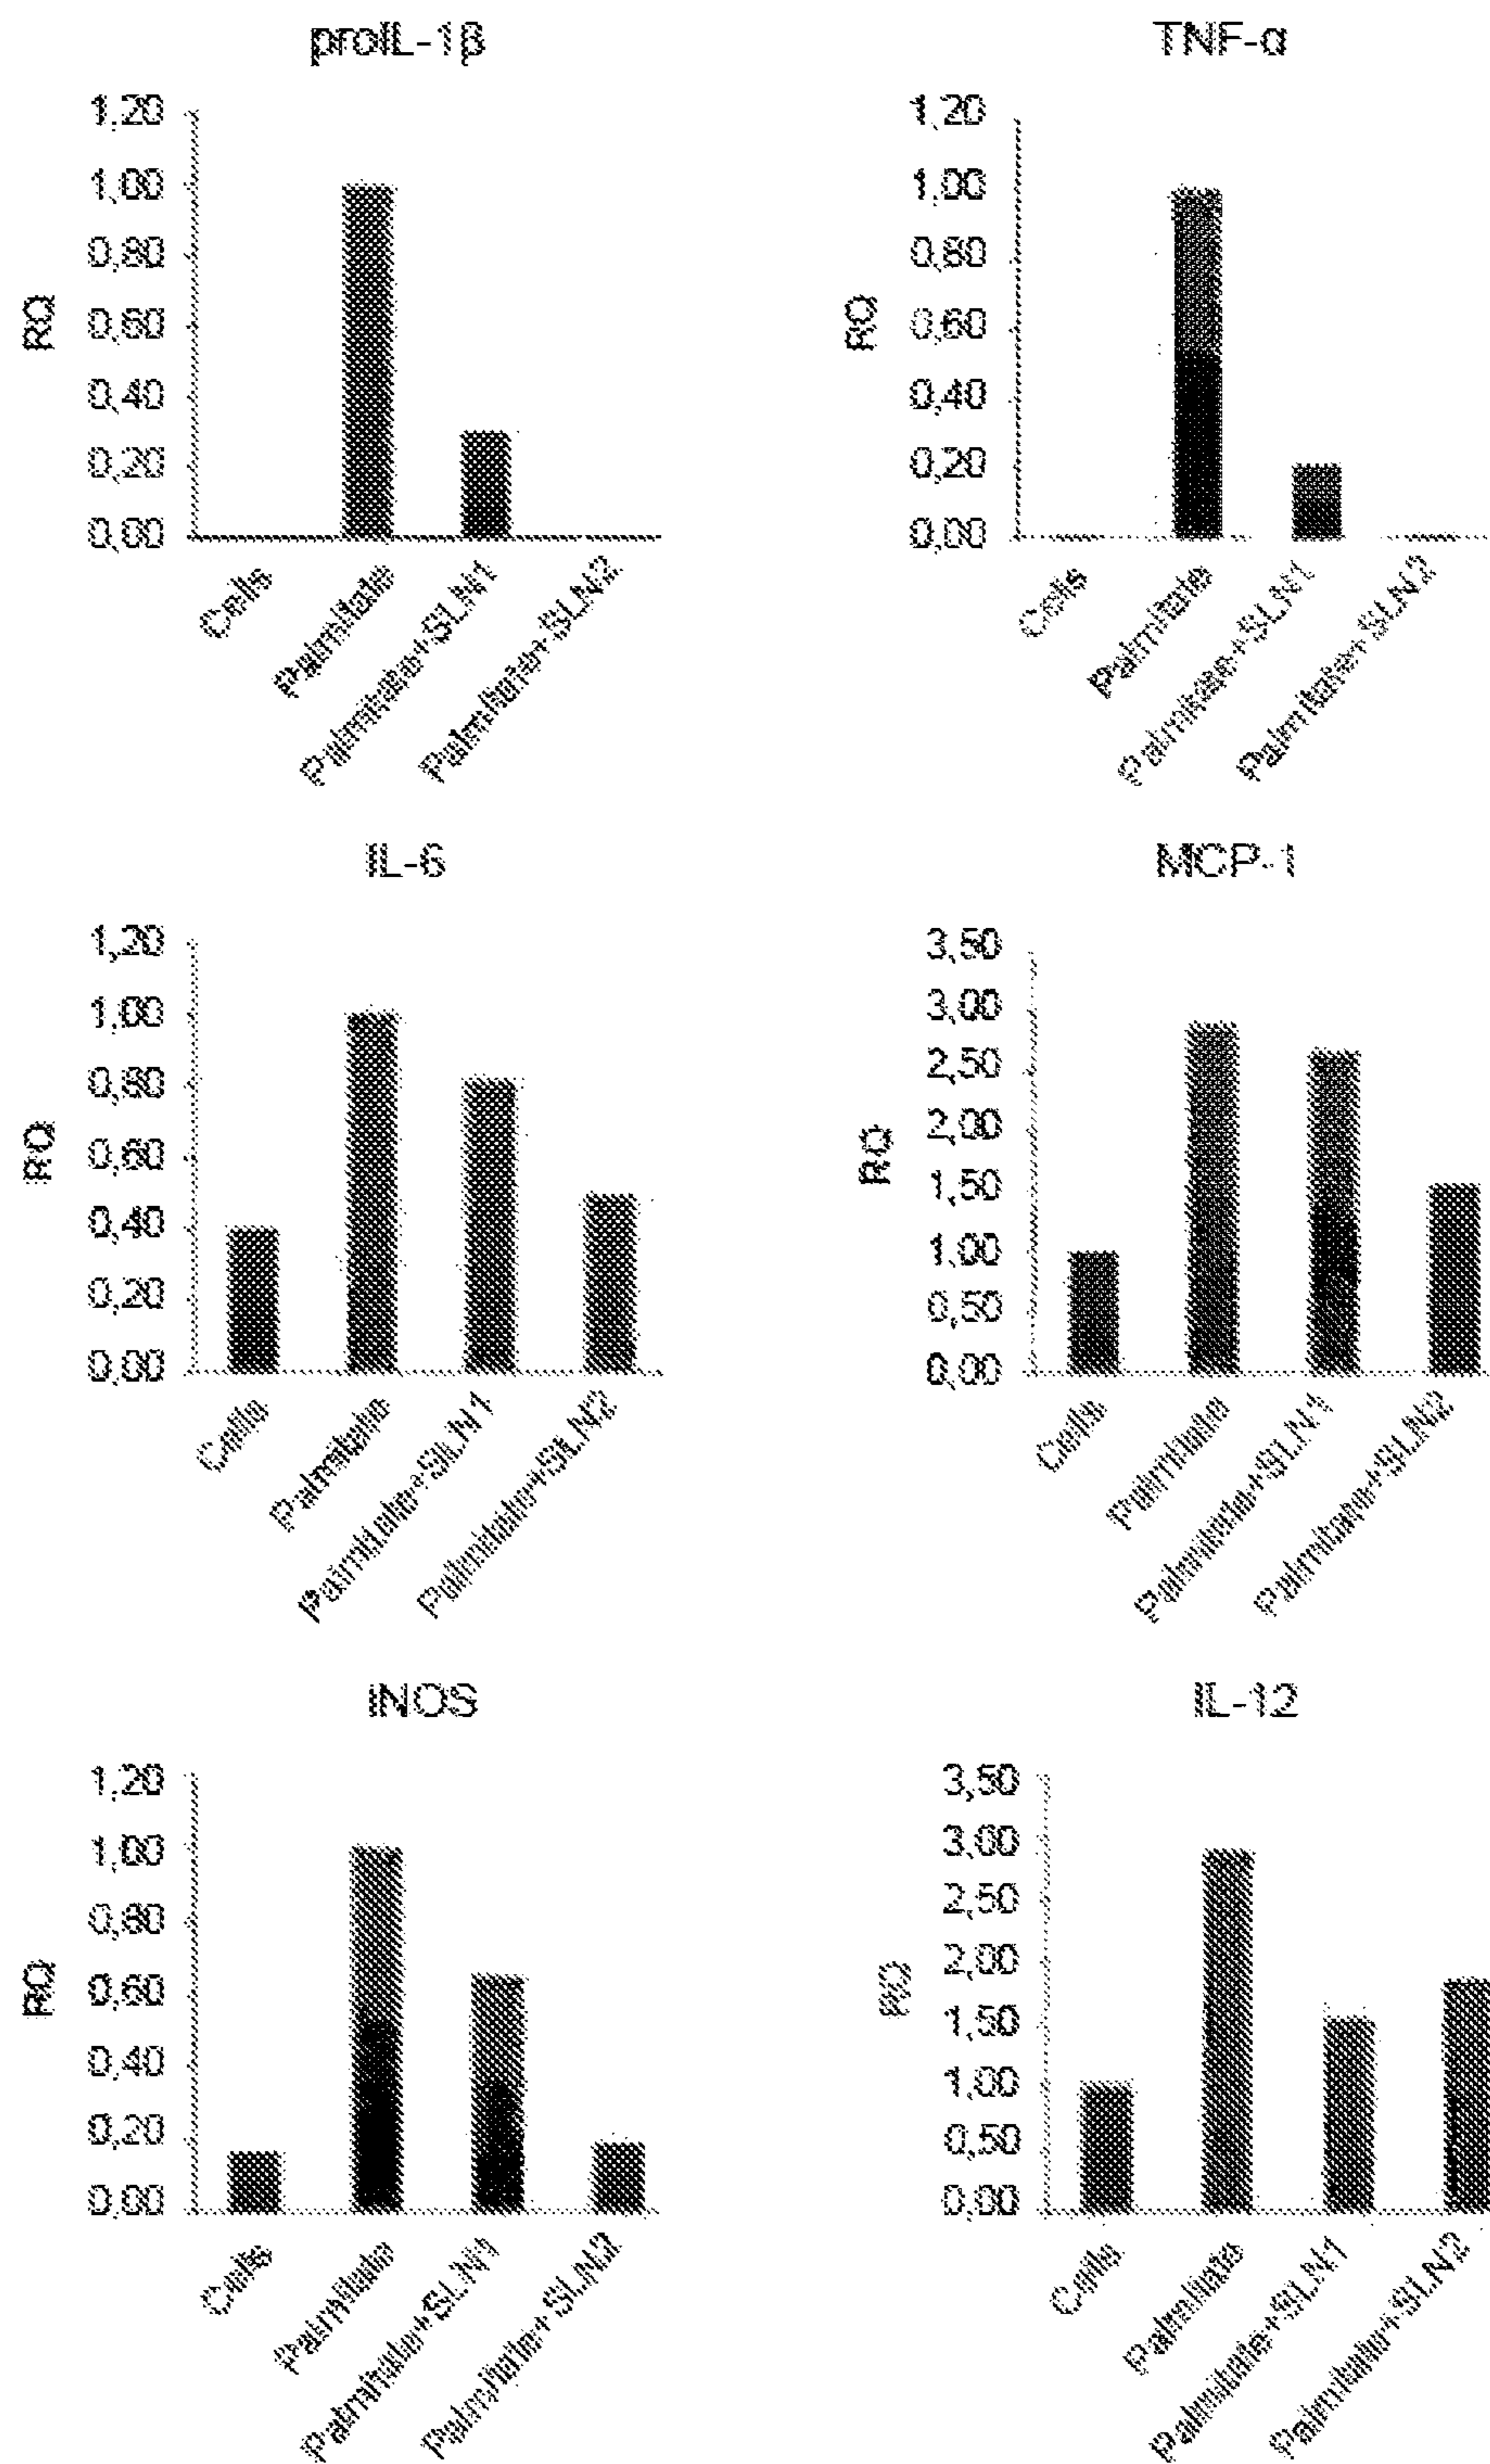 proIL-1β
1,20
1,00
0,80
0,60
0,40
0,20
0,00
RQ
Cells
Palmitate
Palmitate+SLN1
Palmitate+SLN2
TNF-α
1,20
1,00
0,80
0,60
0,40
0,20
0,00
RQ
Cells
Palmitate
Palmitate+SLN1
Palmitate+SLN2
IL-6
1,20
1,00
0,80
0,60
0,40
0,20
0,00
RQ
Cells
Palmitate
Palmitate+SLN1
Palmitate+SLN2
MCP-1
3,50
3,00
2,50
2,00
1,50
1,00
0,50
0,00
RQ
Cells
Palmitate
Palmitate+SLN1
Palmitate+SLN2
iNOS
1,20
1,00
0,80
0,60
0,40
0,20
0,00
RQ
Cells
Palmitate
Palmitate+SLN1
Palmitate+SLN2
IL-12
3,50
3,00
2,50
2,00
1,50
1,00
0,50
0,00
RQ
Cells
Palmitate
Palmitate+SLN1
Palmitate+SLN2